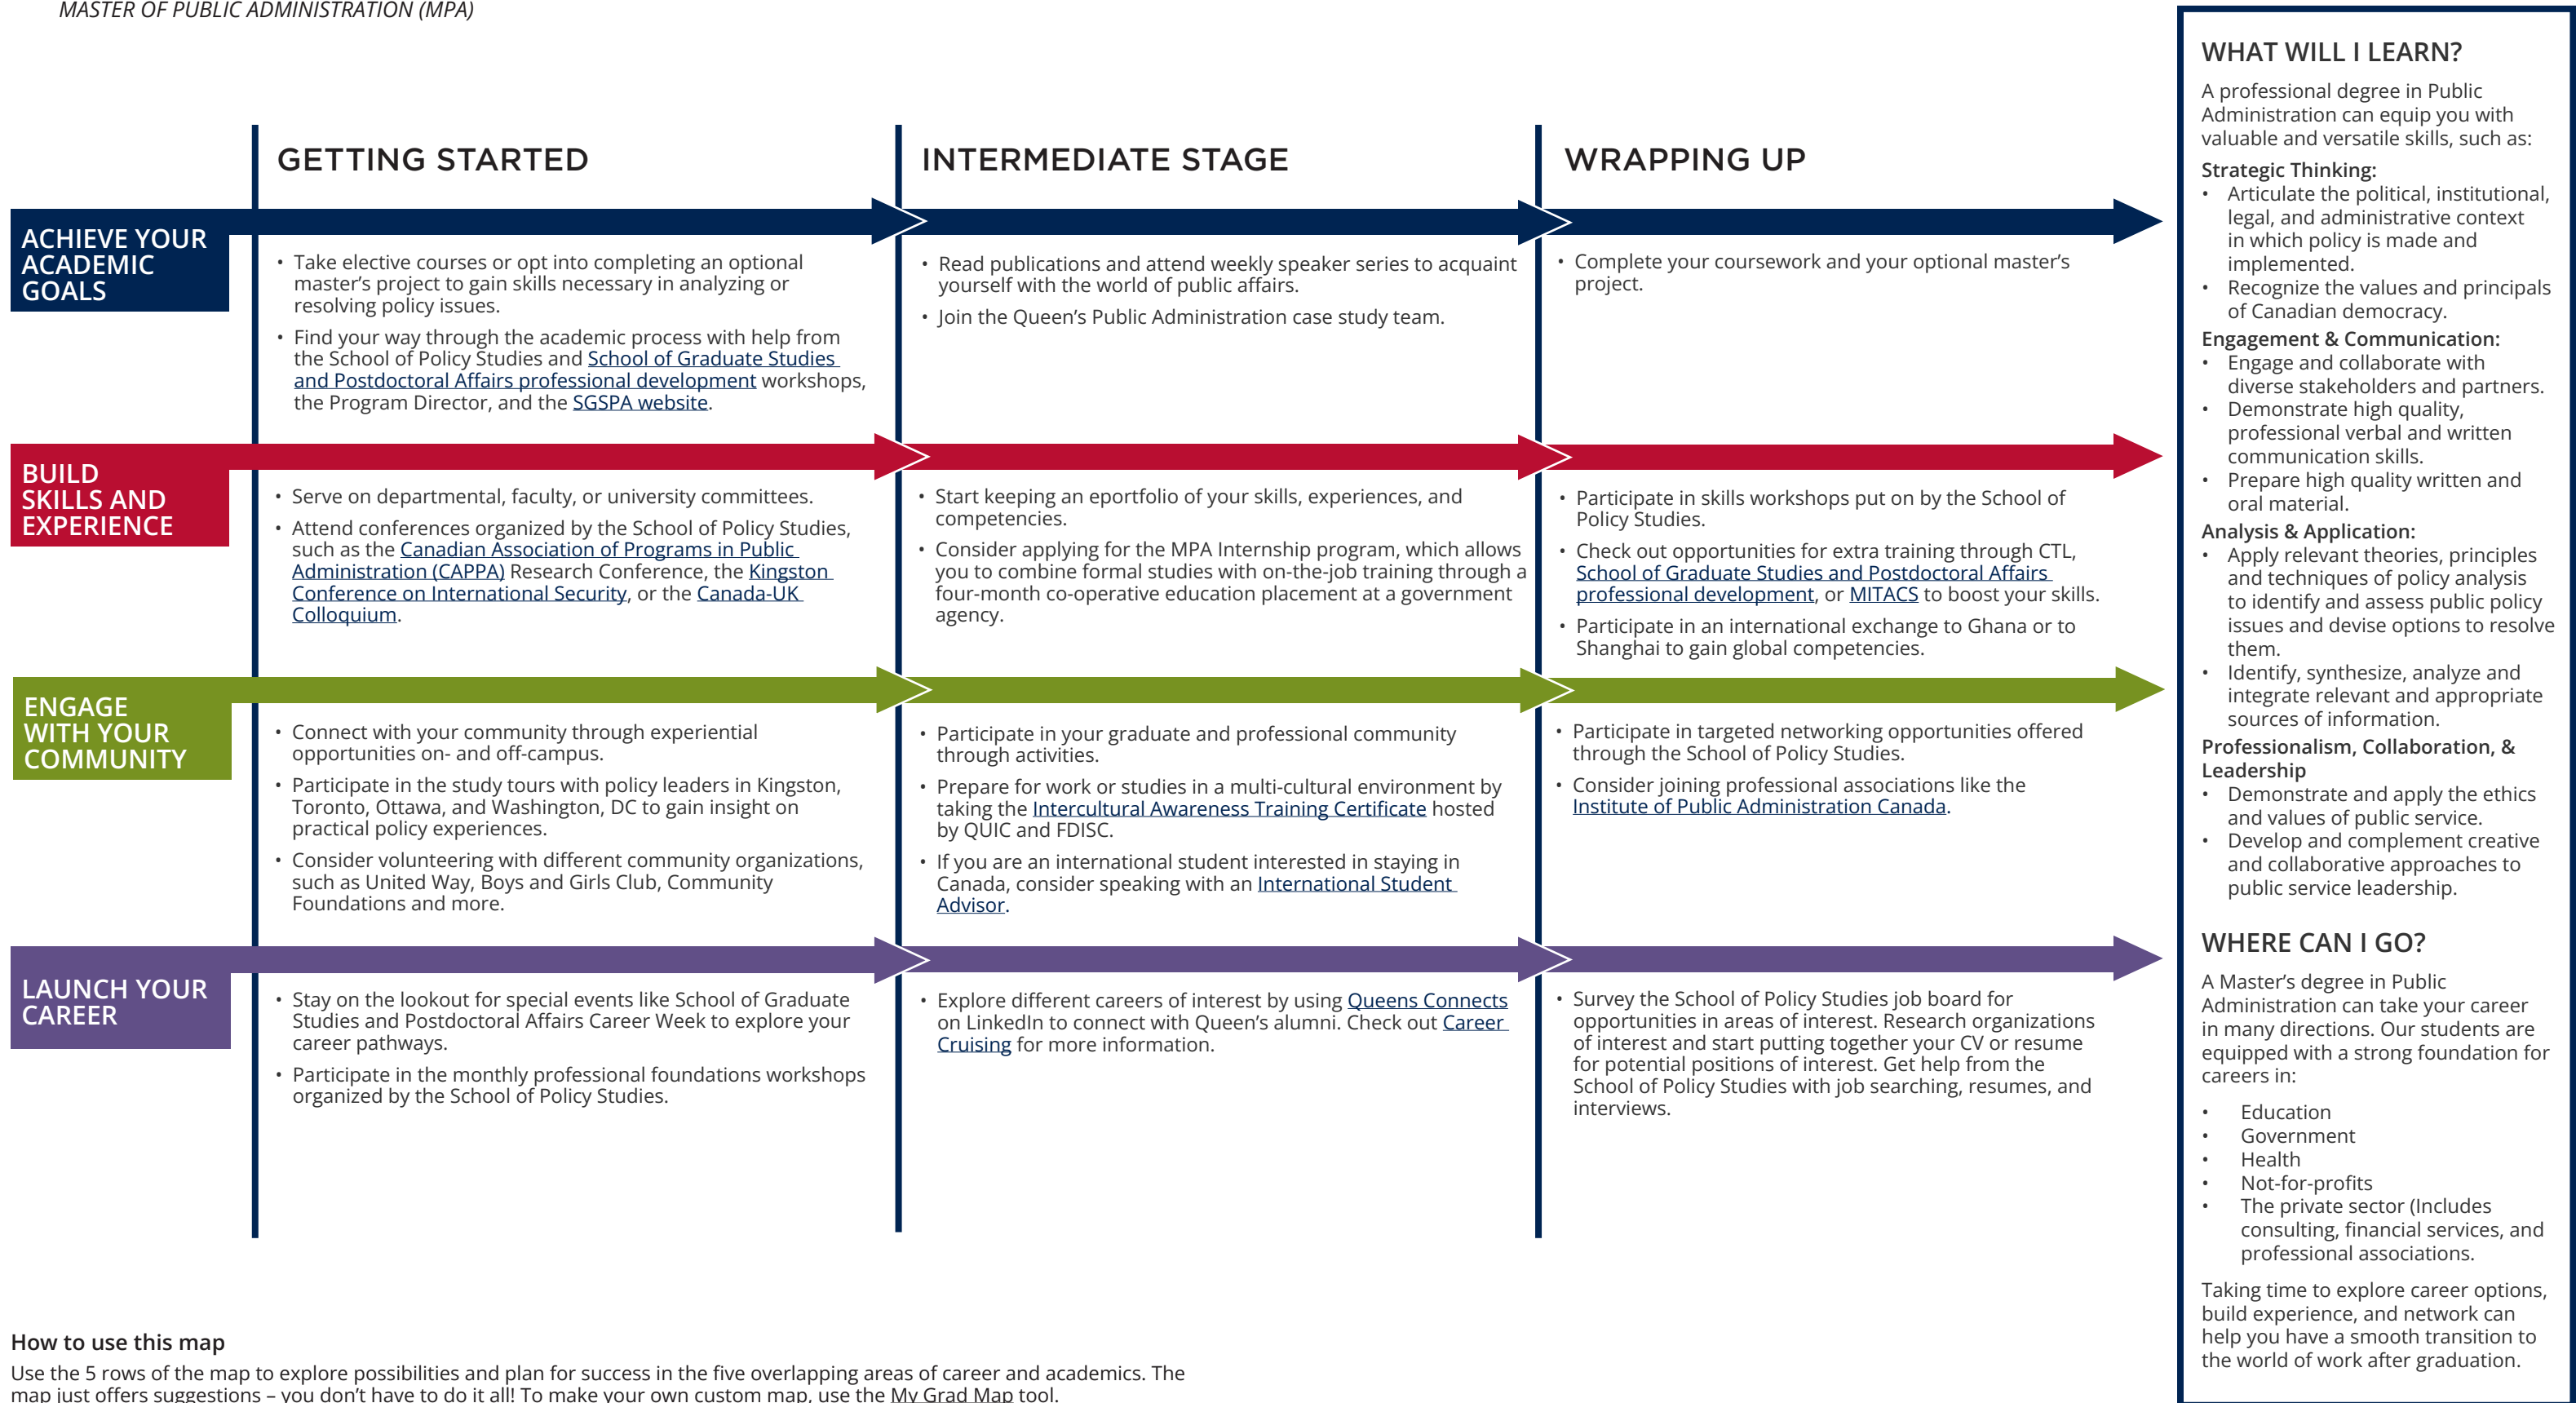 MASTER OF PUBLIC ADMINISTRATION (MPA)
GETTING STARTED
INTERMEDIATE STAGE
WRAPPING UP
ACHIEVE YOUR
ACADEMIC
GOALS
• Take elective courses or opt into completing an optional
master’s project to gain skills necessary in analyzing or
resolving policy issues.
• Find your way through the academic process with help from
the School of Policy Studies and School of Graduate Studies
and Postdoctoral Affairs professional development workshops,
the Program Director, and the SGSPA website.
• Read publications and attend weekly speaker series to acquaint
yourself with the world of public affairs.
• Join the Queen’s Public Administration case study team.
• Complete your coursework and your optional master’s
project.
BUILD
SKILLS AND
EXPERIENCE
• Serve on departmental, faculty, or university committees.
• Attend conferences organized by the School of Policy Studies,
such as the Canadian Association of Programs in Public
Administration (CAPPA) Research Conference, the Kingston
Conference on International Security, or the Canada-UK
Colloquium.
• Start keeping an eportfolio of your skills, experiences, and
competencies.
• Consider applying for the MPA Internship program, which allows
you to combine formal studies with on-the-job training through a
four-month co-operative education placement at a government
agency.
• Participate in skills workshops put on by the School of
Policy Studies.
• Check out opportunities for extra training through CTL,
School of Graduate Studies and Postdoctoral Affairs
professional development, or MITACS to boost your skills.
• Participate in an international exchange to Ghana or to
Shanghai to gain global competencies.
ENGAGE
WITH YOUR
COMMUNITY
• Connect with your community through experiential
opportunities on- and off-campus.
• Participate in the study tours with policy leaders in Kingston,
Toronto, Ottawa, and Washington, DC to gain insight on
practical policy experiences.
• Consider volunteering with different community organizations,
such as United Way, Boys and Girls Club, Community
Foundations and more.
• Participate in your graduate and professional community
through activities.
• Prepare for work or studies in a multi-cultural environment by
taking the Intercultural Awareness Training Certificate hosted
by QUIC and FDISC.
• If you are an international student interested in staying in
Canada, consider speaking with an International Student
Advisor.
• Participate in targeted networking opportunities offered
through the School of Policy Studies.
• Consider joining professional associations like the
Institute of Public Administration Canada.
LAUNCH YOUR
CAREER
• Stay on the lookout for special events like School of Graduate
Studies and Postdoctoral Affairs Career Week to explore your
career pathways.
• Participate in the monthly professional foundations workshops
organized by the School of Policy Studies.
• Explore different careers of interest by using Queens Connects
on LinkedIn to connect with Queen’s alumni. Check out Career
Cruising for more information.
• Survey the School of Policy Studies job board for
opportunities in areas of interest. Research organizations
of interest and start putting together your CV or resume
for potential positions of interest. Get help from the
School of Policy Studies with job searching, resumes, and
interviews.
How to use this map
Use the 5 rows of the map to explore possibilities and plan for success in the five overlapping areas of career and academics. The
map just offers suggestions – you don’t have to do it all! To make your own custom map, use the My Grad Map tool.
WHAT WILL I LEARN?
A professional degree in Public
Administration can equip you with
valuable and versatile skills, such as:
Strategic Thinking:
• Articulate the political, institutional,
legal, and administrative context
in which policy is made and
implemented.
• Recognize the values and principals
of Canadian democracy.
Engagement & Communication:
• Engage and collaborate with
diverse stakeholders and partners.
• Demonstrate high quality,
professional verbal and written
communication skills.
• Prepare high quality written and
oral material.
Analysis & Application:
• Apply relevant theories, principles
and techniques of policy analysis
to identify and assess public policy
issues and devise options to resolve
them.
• Identify, synthesize, analyze and
integrate relevant and appropriate
sources of information.
Professionalism, Collaboration, &
Leadership
• Demonstrate and apply the ethics
and values of public service.
• Develop and complement creative
and collaborative approaches to
public service leadership.
WHERE CAN I GO?
A Master’s degree in Public
Administration can take your career
in many directions. Our students are
equipped with a strong foundation for
careers in:
• Education
• Government
• Health
• Not-for-profits
• The private sector (Includes
consulting, financial services, and
professional associations.
Taking time to explore career options,
build experience, and network can
help you have a smooth transition to
the world of work after graduation.